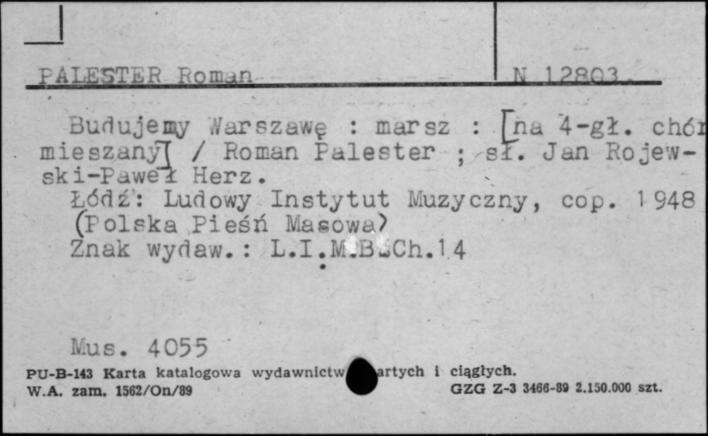 PALESTER Roman N 12803
Budujemy Warszawę : marsz : [na 4-gł. chór
mieszany] / Roman Palester ; sł. Jan Rojew-
ski-Paweł Herz.
Łódź: Ludowy Instytut Muzyczny, cop. 1948
(Polska Pieśń Masowa)
Znak wydaw.: L.I.M.B.Ch.14
Mus. 4055
PU-B-143 Karta katalogowa wydawnictw artych i ciągłych.
W.A. zam. 1562/On/89 GZG Z-3 3466-89 2.150.000 szt.